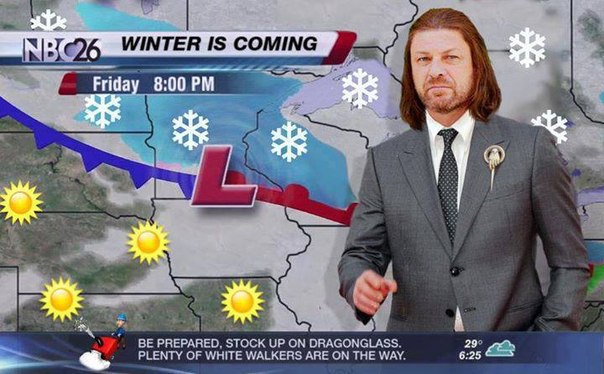 NBC26 WINTER IS COMING
Friday 8:00 PM
L
BE PREPARED, STOCK UP ON DRAGONGLASS.
PLENTY OF WHITE WALKERS ARE ON THE WAY.
29°
6:25